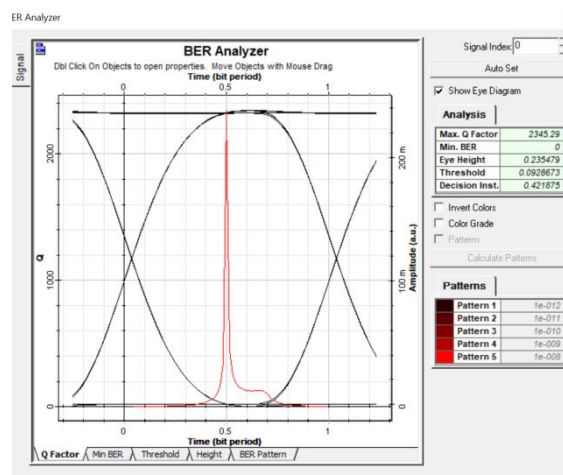 ER Analyzer
Signal
BER Analyzer
Dbl Click On Objects to open properties. Move Objects with Mouse Drag
Time (bit period)
0 0.5 1
Q
2000
1000
0
Amplitude (a.u.)
200 m
100 m
0
0 0.5 1
Time (bit period)
Q Factor Min BER Threshold Height BER Pattern
Signal Index: 0
Auto Set
Show Eye Diagram
Analysis
Max. Q Factor 2345.29
Min. BER 0
Eye Height 0.235479
Threshold 0.0928673
Decision Inst. 0.421875
Invert Colors
Color Grade
Patterns
Calculate Patterns
Patterns
Pattern 1 1e-012
Pattern 2 1e-011
Pattern 3 1e-010
Pattern 4 1e-009
Pattern 5 1e-008